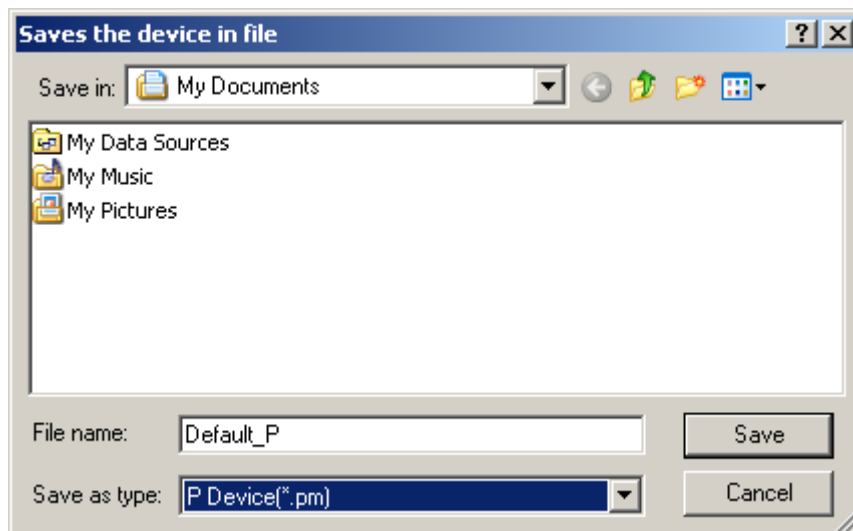 Saves the device in file
Save in: My Documents
My Data Sources
My Music
My Pictures
File name: Default_P Save
Save as type: P Device(*.pm) Cancel